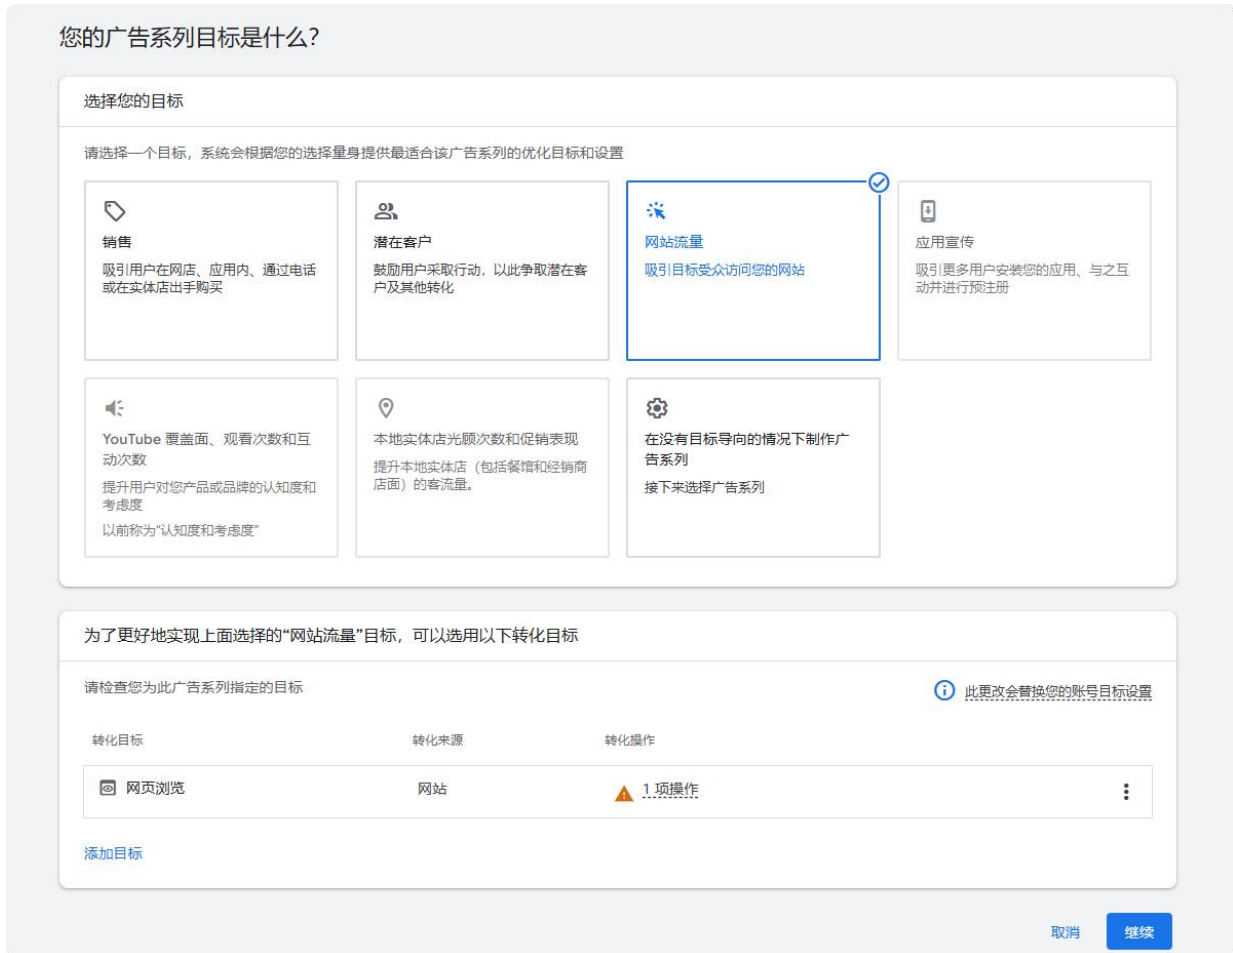 您的广告系列目标是什么？
选择您的目标
请选择一个目标，系统会根据您的选择量身提供最适合该广告系列的优化目标和设置
销售
吸引用户在网店、应用内、通过电话
或在实体店出手购买
潜在客户
鼓励用户采取行动，以此争取潜在客
户及其他转化
网站流量
吸引目标受众访问您的网站
应用宣传
吸引更多用户安装您的应用、与之互
动并进行预注册
YouTube 覆盖面、观看次数和互
动次数
提升用户对您产品或品牌的认知度和
考虑度
以前称为“认知度和考虑度”
本地实体店光顾次数和促销表现
提升本地实体店（包括餐馆和经销商
店面）的客流量。
在没有目标导向的情况下制作广
告系列
接下来选择广告系列
为了更好地实现上面选择的“网站流量”目标，可以选用以下转化目标
请检查您为此广告系列指定的目标
此更改会替换您的账号目标设置
转化目标 转化来源 转化操作
网页浏览 网站 1 项操作
添加目标
取消 继续